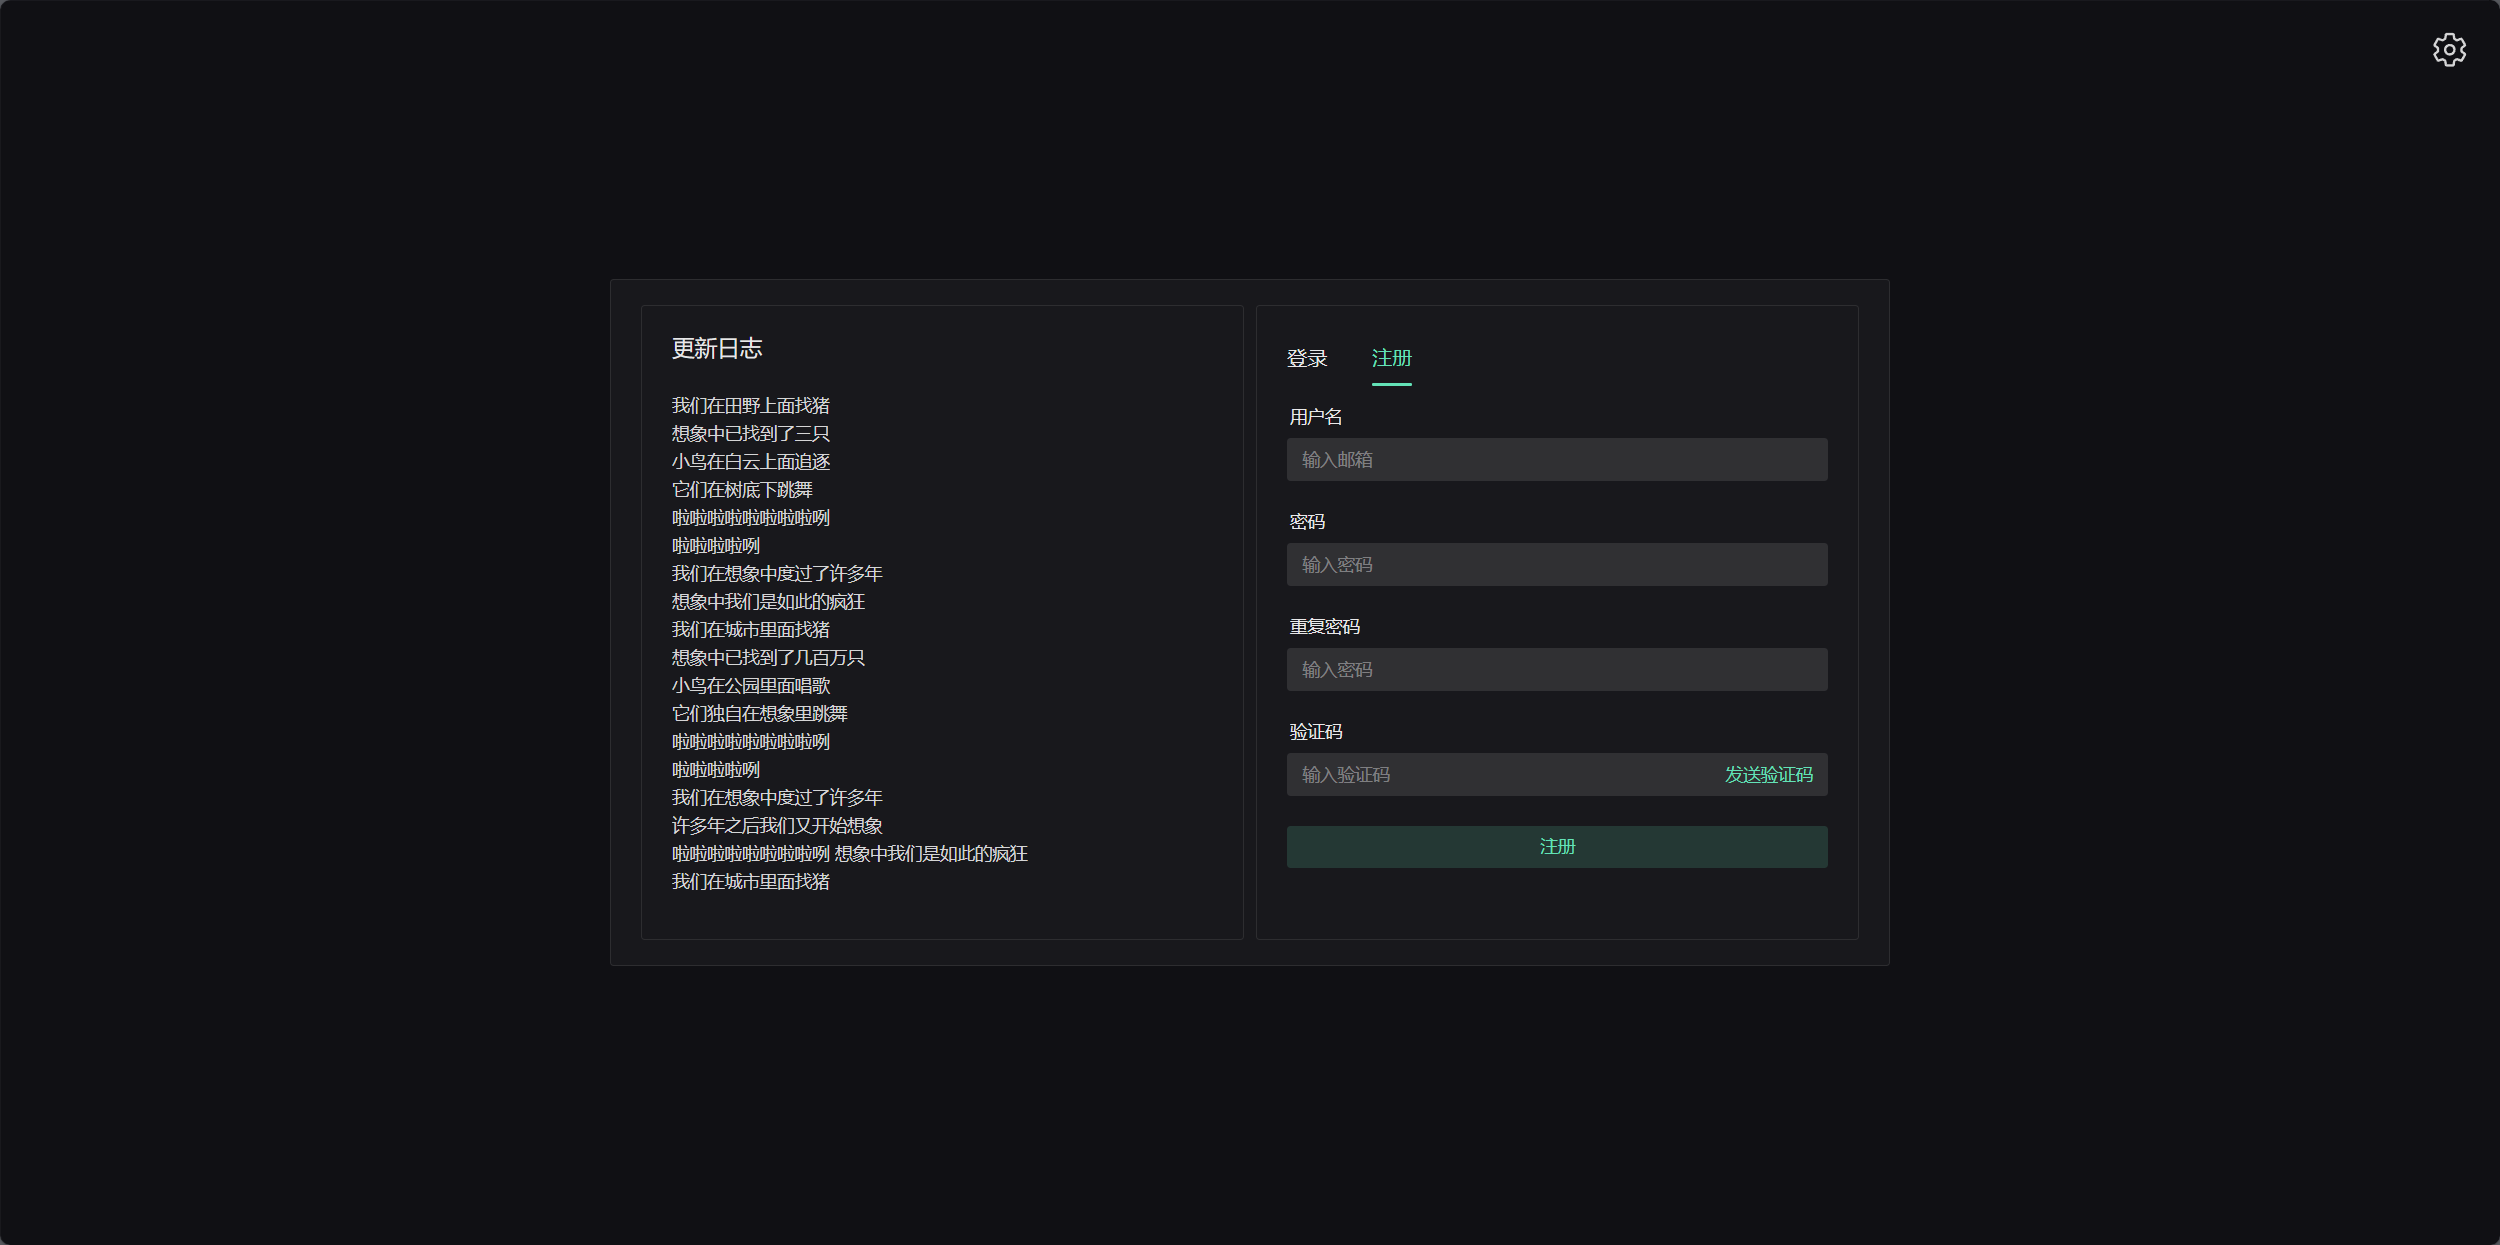 更新日志
我们在田野上面找猪
想象中已找到了三只
小鸟在白云上面追逐
它们在树底下跳舞
啦啦啦啦啦啦啦啦咧
啦啦啦啦咧
我们在想象中度过了许多年
想象中我们是如此的疯狂
我们在城市里面找猪
想象中已找到了几百万只
小鸟在公园里面唱歌
它们独自在想象里跳舞
啦啦啦啦啦啦啦啦咧
啦啦啦啦咧
我们在想象中度过了许多年
许多年之后我们又开始想象
啦啦啦啦啦啦啦啦咧 想象中我们是如此的疯狂
我们在城市里面找猪
登录 注册
用户名
输入邮箱
密码
输入密码
重复密码
输入密码
验证码
输入验证码 发送验证码
注册